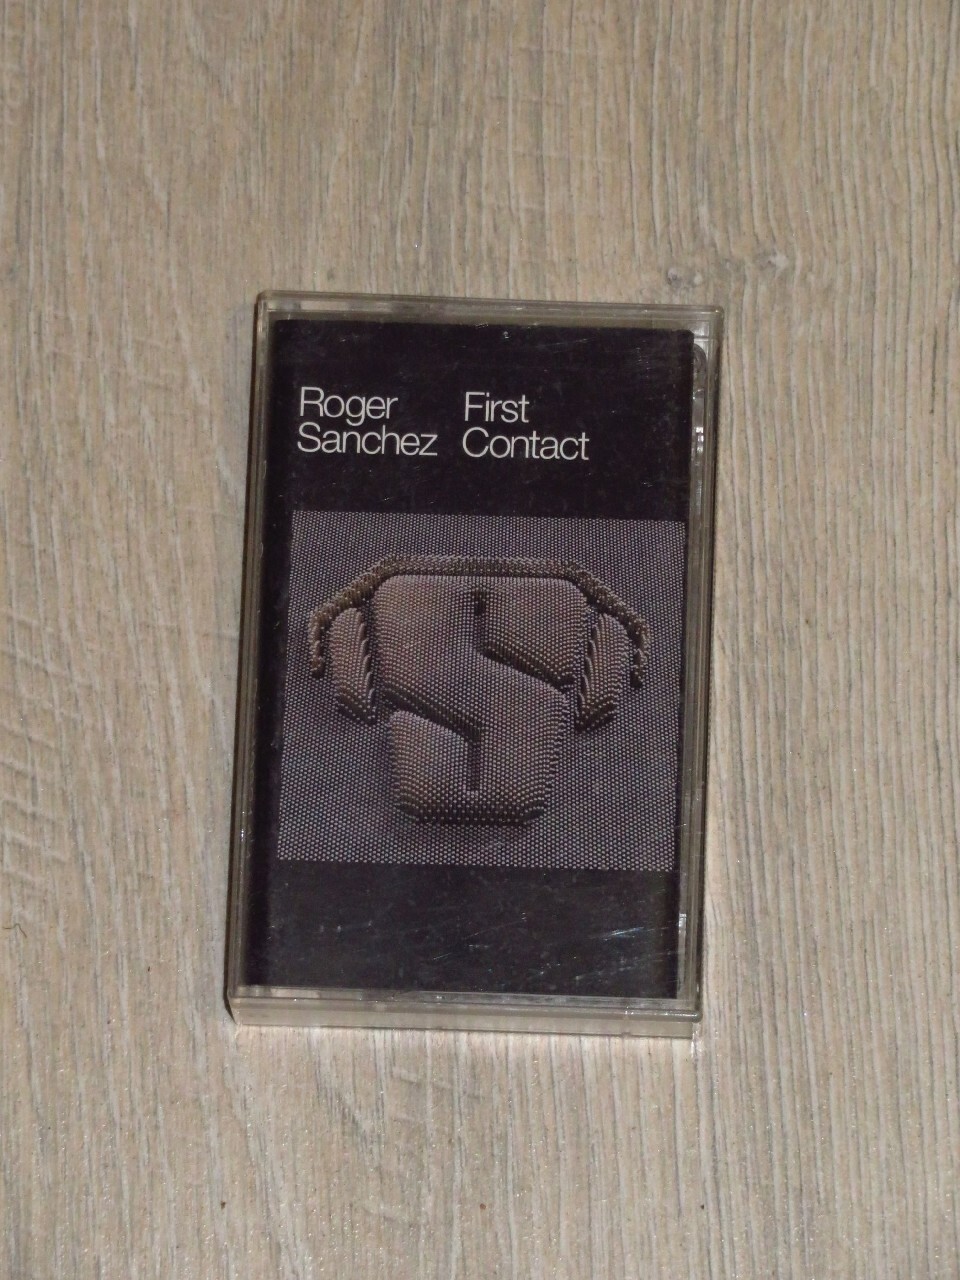 Roger
Sanchez
First
Contact